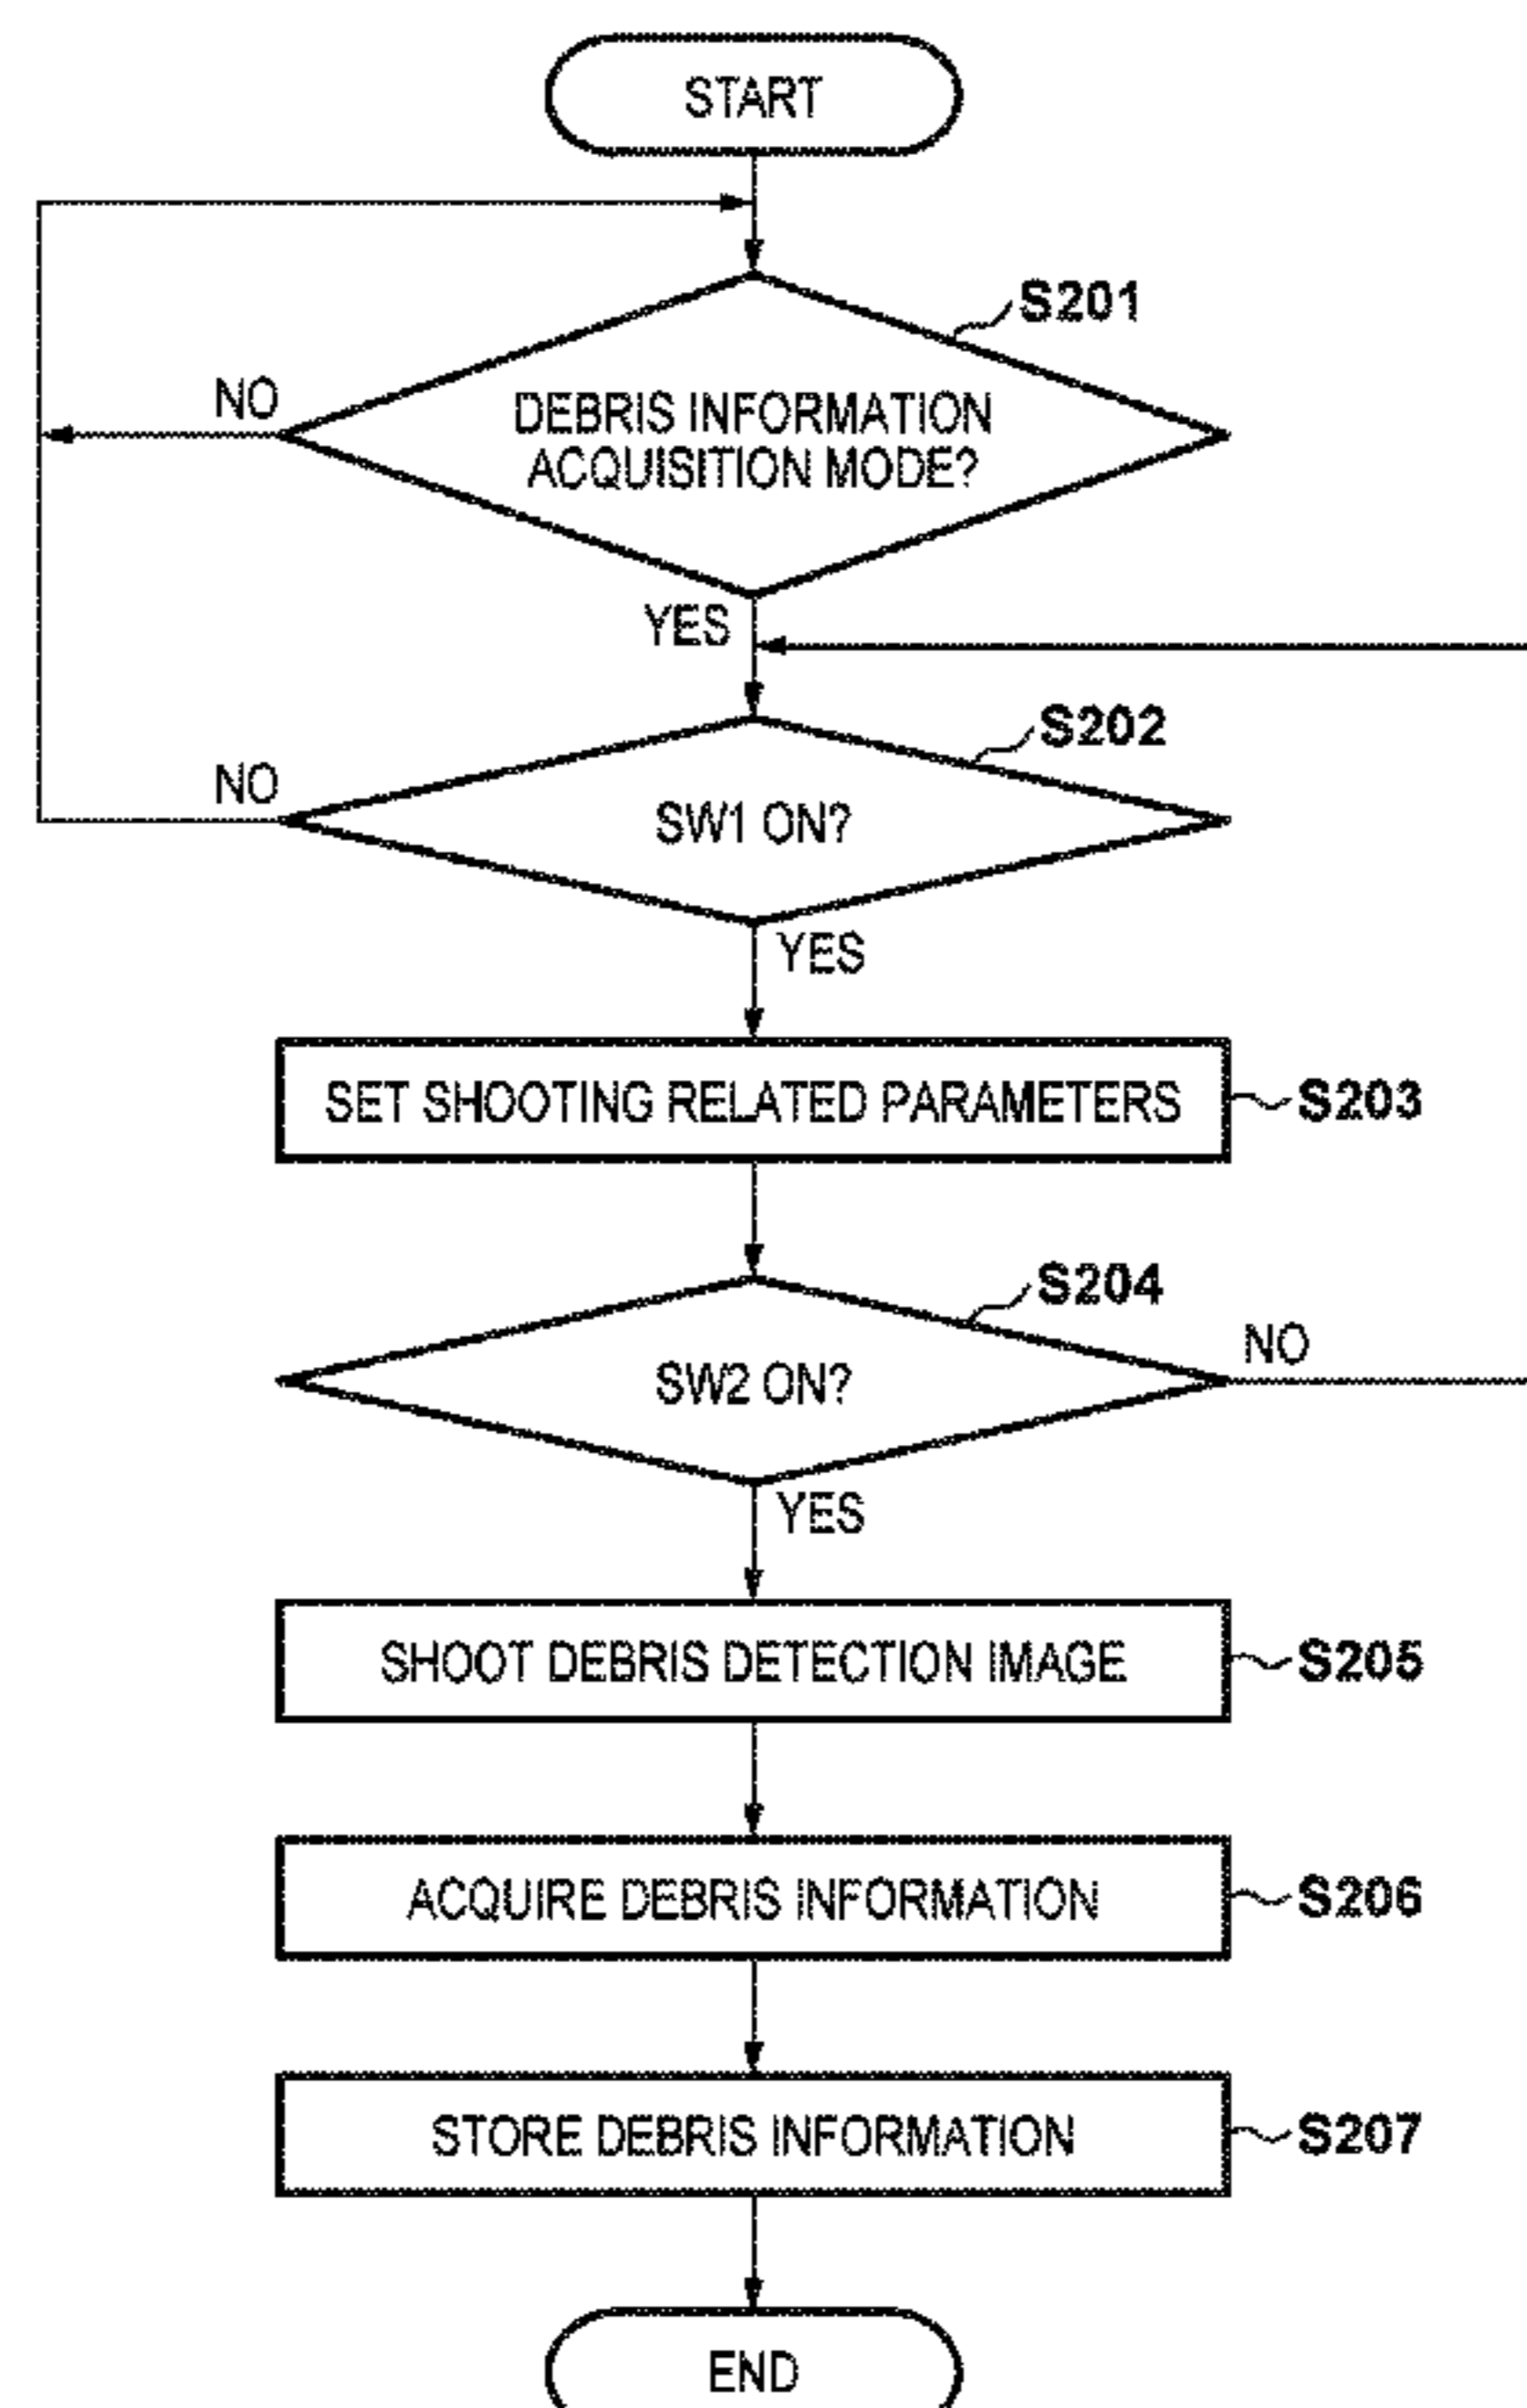 START
S201
NO
DEBRIS INFORMATION
ACQUISITION MODE?
YES
S202
NO
SW1 ON?
YES
SET SHOOTING RELATED PARAMETERS
S203
S204
NO
SW2 ON?
YES
SHOOT DEBRIS DETECTION IMAGE
S205
ACQUIRE DEBRIS INFORMATION
S206
STORE DEBRIS INFORMATION
S207
END